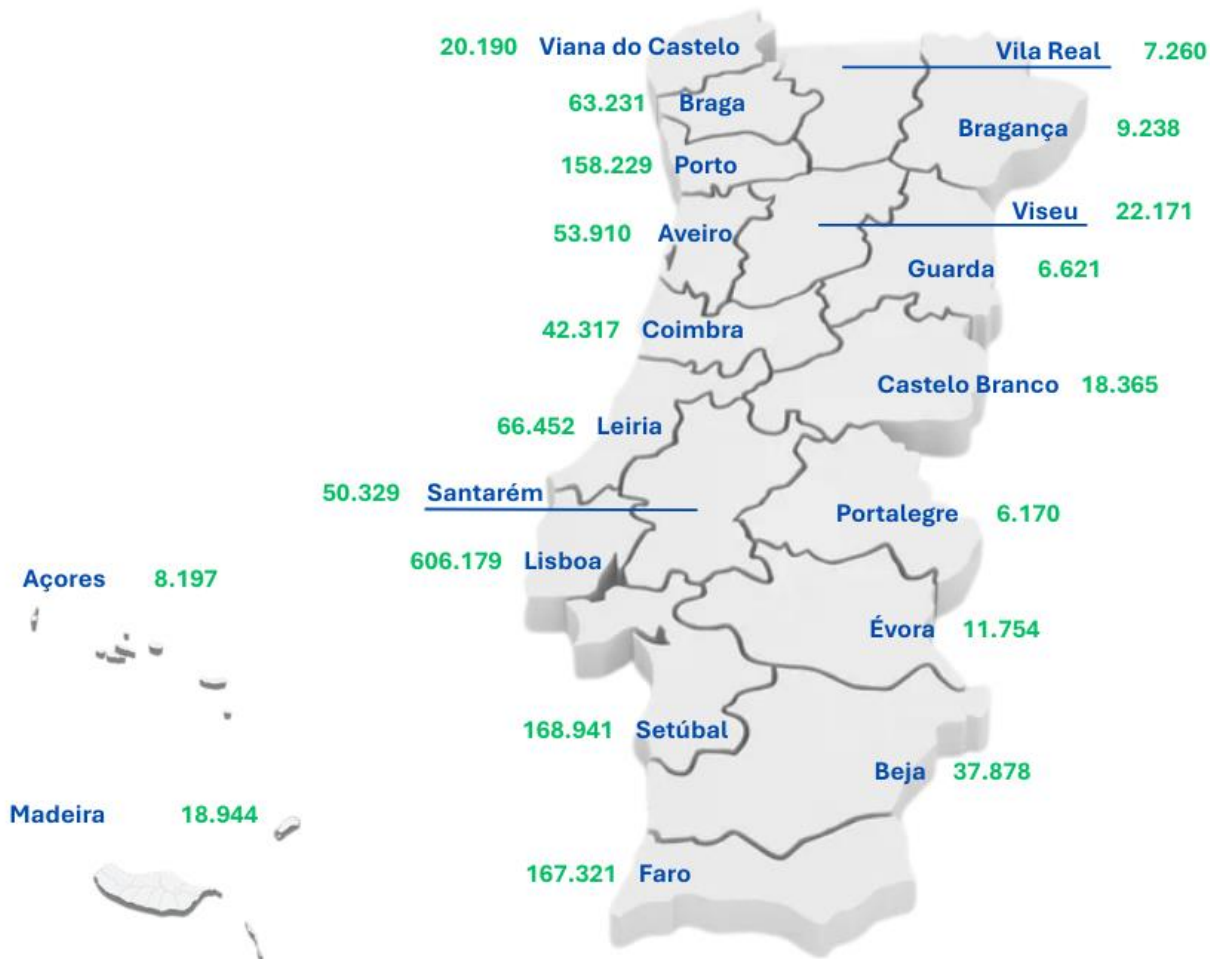 20.190 Viana do Castelo
Vila Real 7.260
63.231 Braga
Bragança 9.238
158.229 Porto
Viseu 22.171
53.910 Aveiro
Guarda 6.621
42.317 Coimbra
Castelo Branco 18.365
66.452 Leiria
50.329 Santarém
Portalegre 6.170
606.179 Lisboa
Açores 8.197
Évora 11.754
168.941 Setúbal
Beja 37.878
Madeira 18.944
167.321 Faro